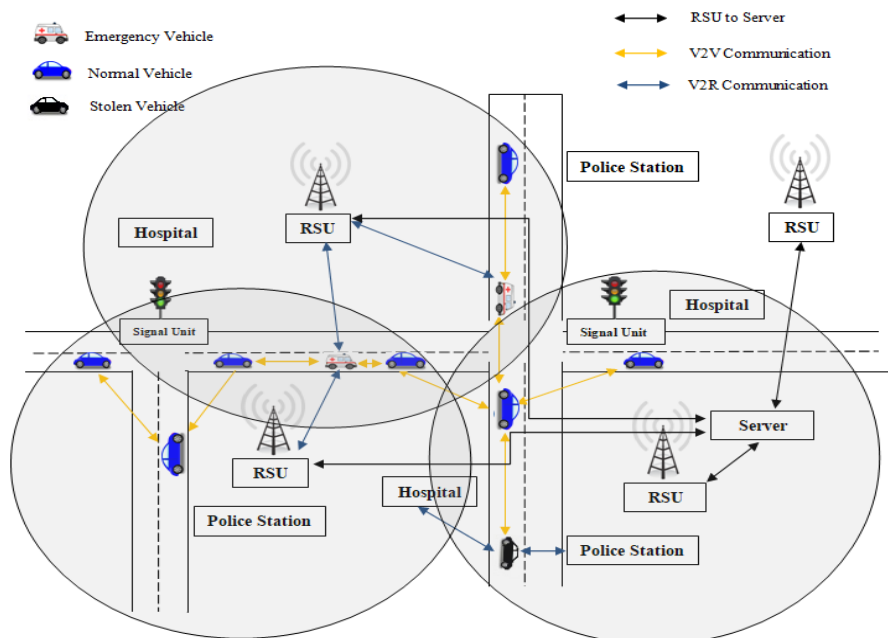 Emergency Vehicle
Normal Vehicle
Stolen Vehicle
RSU to Server
V2V Communication
V2R Communication
Police Station
RSU
RSU
Hospital
Hospital
Signal Unit
Signal Unit
Server
RSU
Hospital
RSU
Police Station
Police Station